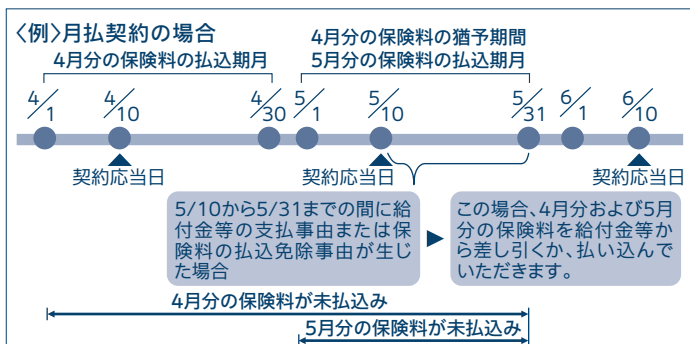 〈例〉月払契約の場合
4月分の保険料の払込期月
4月分の保険料の猶予期間
5月分の保険料の払込期月
4/1 4/10 4/30 5/1 5/10 5/31 6/1 6/10
契約応当日 契約応当日 契約応当日
5/10から5/31までの間に給
付金等の支払事由または保
険料の払込免除事由が生じ
た場合
この場合、4月分および5月
分の保険料を給付金等か
ら差し引くか、払い込んで
いただきます。
4月分の保険料が未払込み
5月分の保険料が未払込み